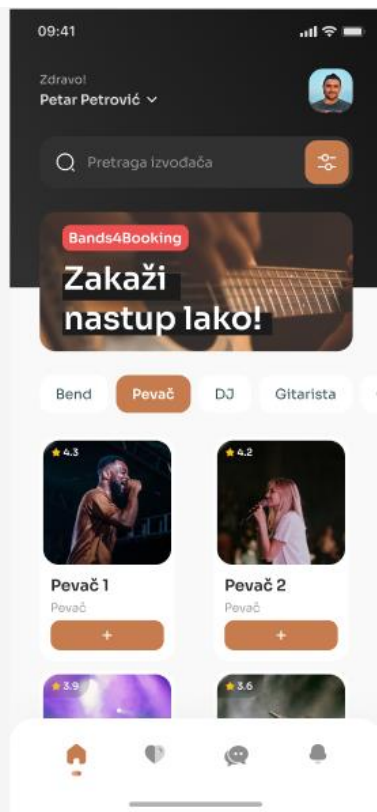 09:41
Zdravo!
Petar Petrović
Pretraga izvođača
Bands4Booking
Zakaži
nastup lako!
Bend Pevač DJ Gitarista
4.3 4.2
Pevač 1 Pevač 2
Pevač Pevač
+ +
3.9 3.6